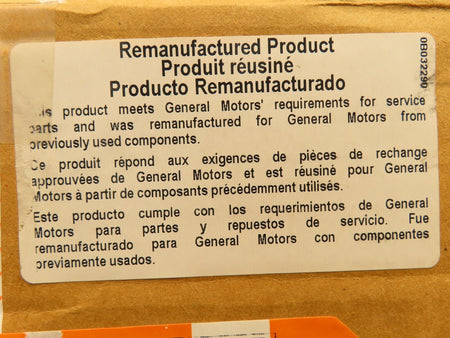 Remanufactured Product
Produit réusiné
Producto Remanufacturado
This product meets General Motors' requirements for service
parts and was remanufactured for General Motors from
previously used components.
Ce produit répond aux exigences de pièces de rechange
approuvées de General Motors et est réusiné pour General
Motors à partir de composants précédemment utilisés.
Este producto cumple con los requerimientos de General
Motors para partes y repuestos de servicio. Fue
remanufacturado para General Motors con componentes
previamente usados.
0B032290